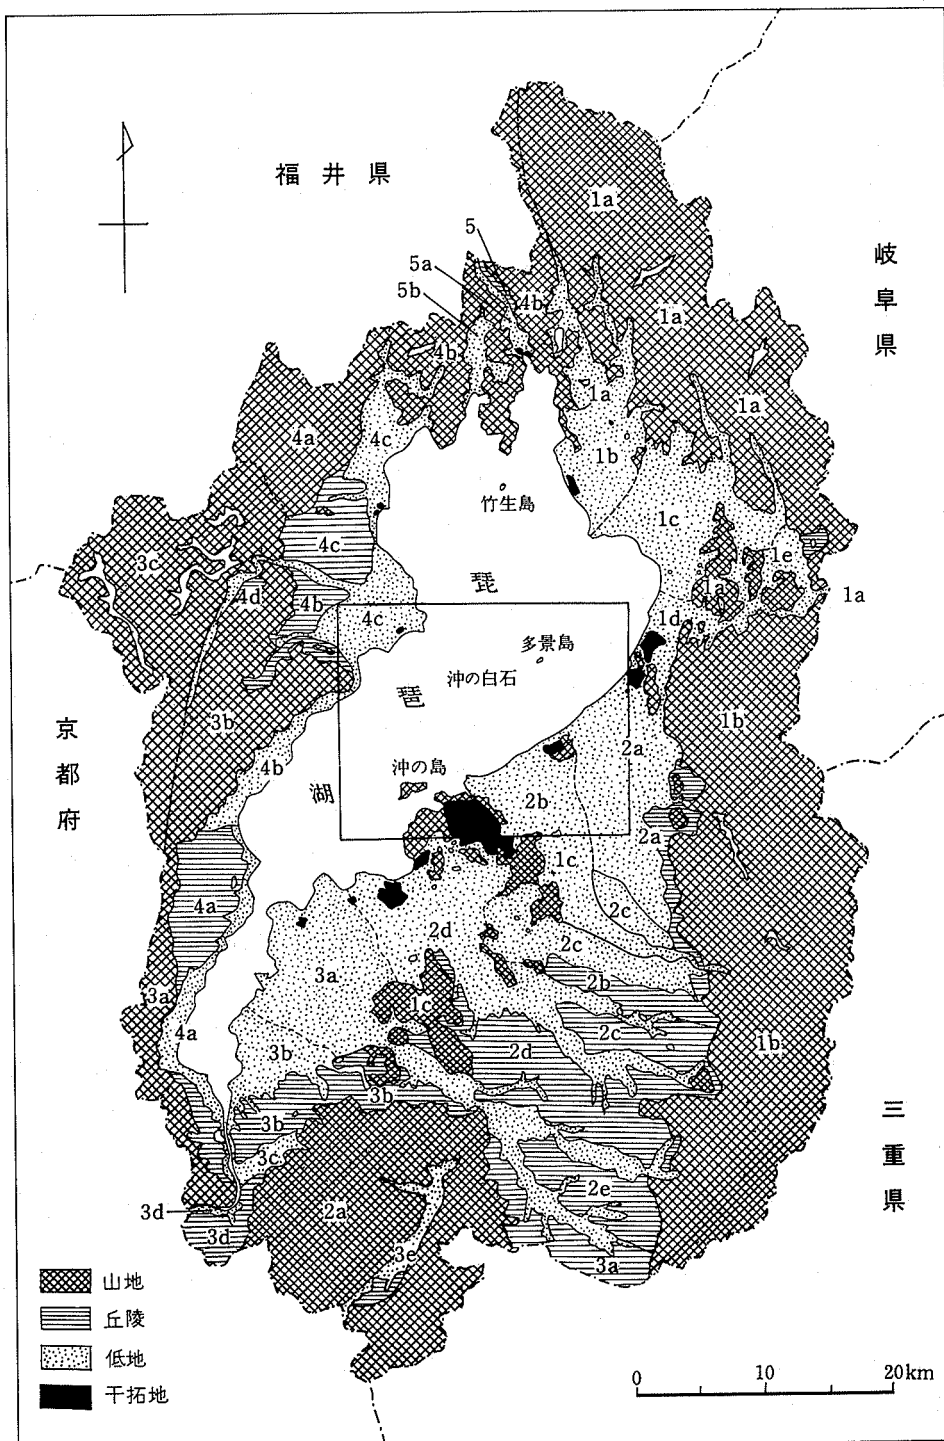 福井県
岐阜県
京都府
三重県
琵
琶
湖
竹生島
多景島
沖の白石
沖の島
1a
5
5a
5b
4b
1a
4b
1a
1a
4a
4c
1b
1c
4c
3c
1e
1a
1a
4d
4b
4c
1d
3b
1b
2a
4b
2b
2a
1c
4a
2c
2d
2c
3a
3a
2b
1c
4a
2c
3b
2d
1b
3b
3b
3c
2e
3d
2a
3d
3e
3a
山地
丘陵
低地
干拓地
0 10 20km